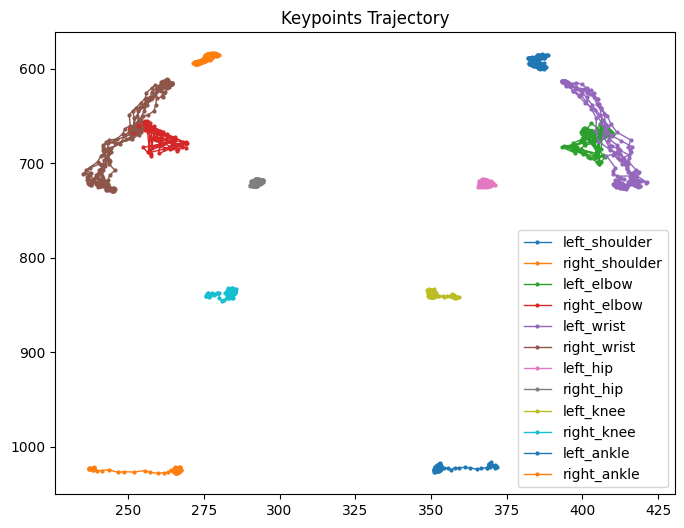 Keypoints Trajectory
600
700
800
900
1000
250
275
300
325
350
375
400
425
left_shoulder
right_shoulder
left_elbow
right_elbow
left_wrist
right_wrist
left_hip
right_hip
left_knee
right_knee
left_ankle
right_ankle